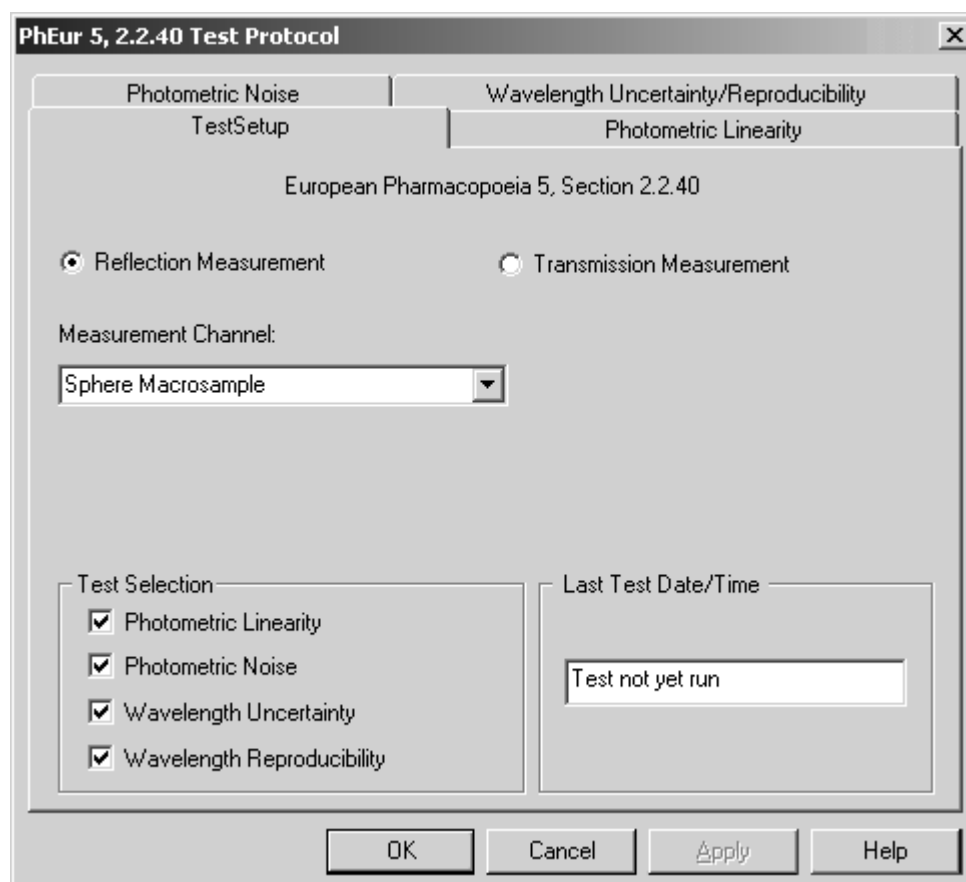 PhEur 5, 2.2.40 Test Protocol
Photometric Noise
Wavelength Uncertainty/Reproducibility
TestSetup
Photometric Linearity
European Pharmacopoeia 5, Section 2.2.40
Reflection Measurement
Transmission Measurement
Measurement Channel:
Sphere Macrosample
Test Selection
Photometric Linearity
Photometric Noise
Wavelength Uncertainty
Wavelength Reproducibility
Last Test Date/Time
Test not yet run
OK
Cancel
Apply
Help